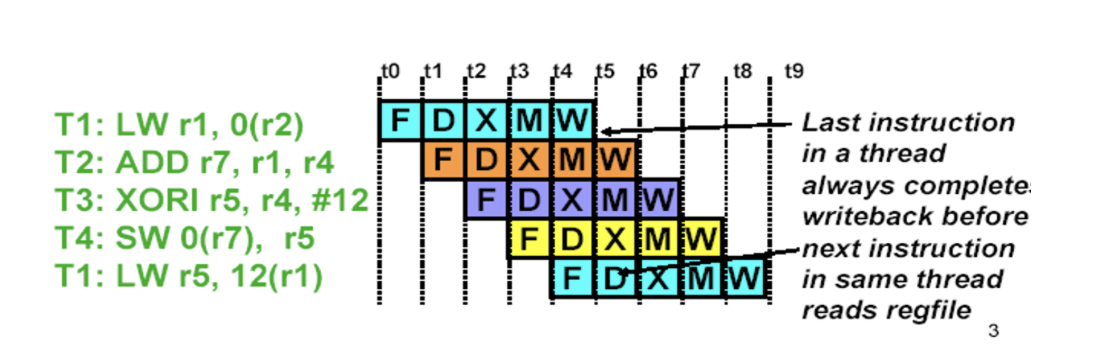 t0 t1 t2 t3 t4 t5 t6 t7 t8 t9
T1: LW r1, 0(r2)
F D X M W
T2: ADD r7, r1, r4
F D X M W
T3: XORI r5, r4, #12
F D X M W
T4: SW 0(r7), r5
F D X M W
T1: LW r5, 12(r1)
F D X M W
Last instruction
in a thread
always complete
writeback before
next instruction
in same thread
reads regfile
3